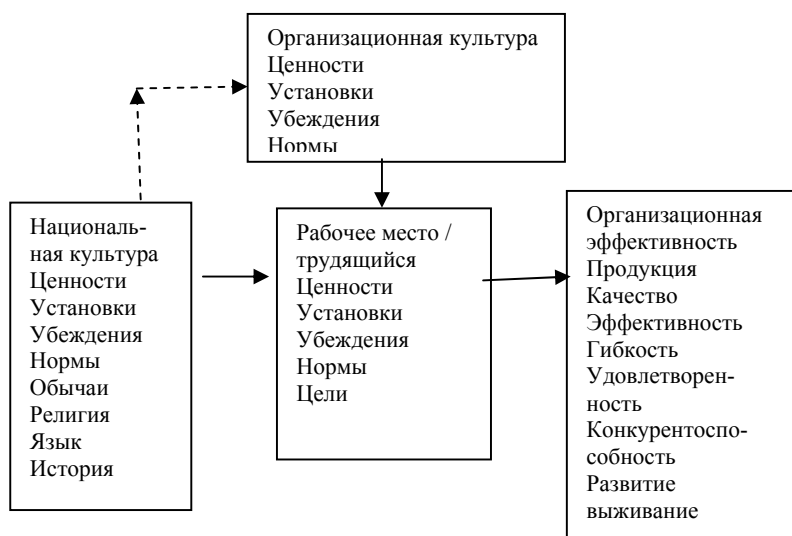 Организационная культура
Ценности
Установки
Убеждения
Нормы
Националь-
ная культура
Ценности
Установки
Убеждения
Нормы
Обычаи
Религия
Язык
История
Рабочее место /
трудящийся
Ценности
Установки
Убеждения
Нормы
Цели
Организационная
эффективность
Продукция
Качество
Эффективность
Гибкость
Удовлетворен-
ность
Конкурентоспо-
собность
Развитие
выживание